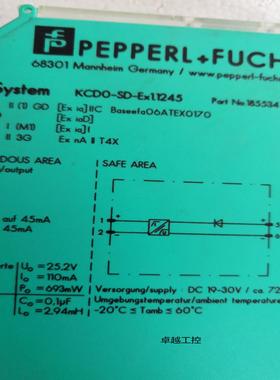 PEPPERL+FUCH
68301 Mannheim Germany / www.pepperl-fuch
System KCD0-SD-Ex1.1245
II (1) GD [Ex ia] IIC Baseefa06ATEX0170 Part No.185534
[Ex iaD]
I (M1) [Ex ia] I
II 3G Ex nA II T4X
DOUS AREA SAFE AREA
/output
auf 45mA
45mA
1 +
2 -
Uo = 25.2V
Io = 110mA
Po = 693mW
Co = 0,1µF
Lo = 2,94mH
Versorgung/supply : DC 19-30V / ca. 72
Umgebungstemperatur/ambient temperature
-20°C ≤ Tamb ≤ 60°C
卓越工控